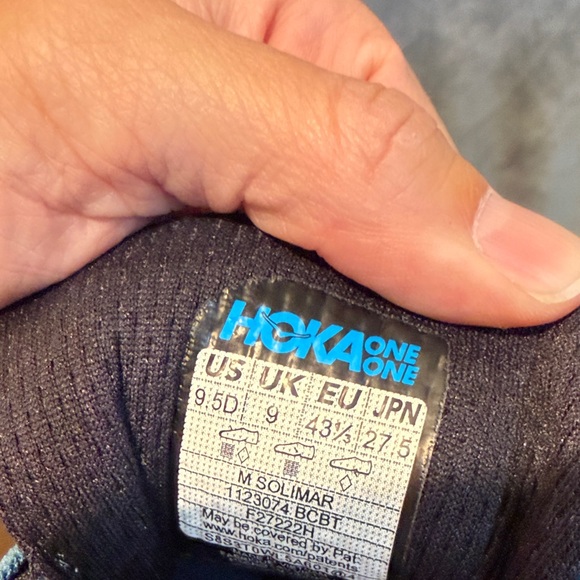 HOKA ONE ONE
US UK EU JPN
9.5D 9 43⅓ 27.5
M SOLIMAR
1123074 BCBT
F27222H
May be covered by Pat.
www.hoka.com/patents